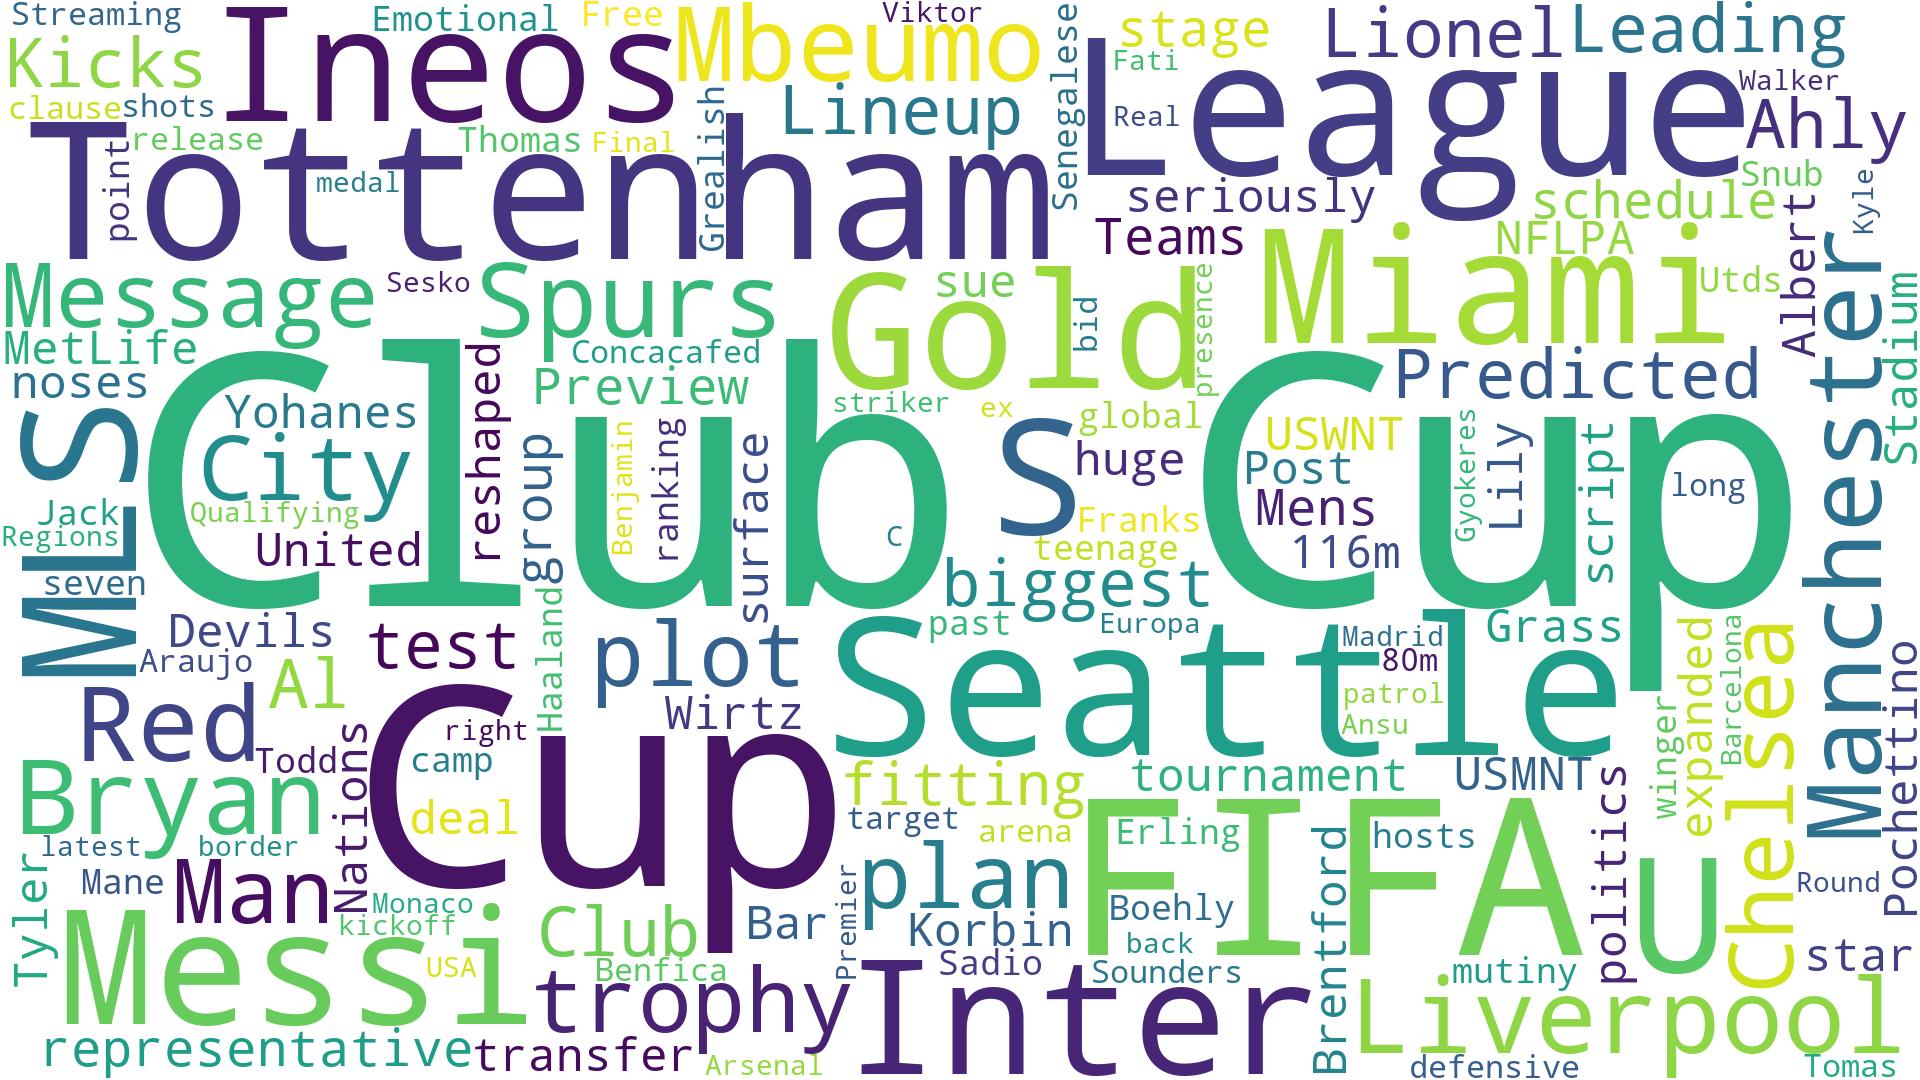 Streaming
Ineos
Emotional
Free
Mbeumo
Viktor
Senegalese
stage
Lionel
Leading
Kicks
Fati
League
Walker
clause
shots
Lineup
Real
Ahly
Tottenham
release
Thomas
Final
Grealish
point
medal
seriously
schedule
Snub
Kyle
Teams
Miami
NFLPA
Albert
Manchester
Message
Sesko
Spurs
Gold
sue
presence
Utds
Stadium
bid
MetLife
Concacafed
Club Cup
Predicted
noses
reshaped
Preview
striker
ex
global
MLS
Yohanes
City
group
Benjamin
ranking
surface
S
huge
USWNT
Post
Gyokeres
Lily
script
long
Jack
Qualifying
Mens
Regions
United
C
Franks
teenage
116m
seven
biggest
Devils
test
Haaland
plot
Seattle
past
Europa
Grass
expanded
Barcelona
Chelsea
Araujo
Madrid
80m
Al
Red
Wirtz
patrol
Ansu
winger
Pochettino
right
Cup
Todd
Nations
camp
Bryan
fitting
tournament
USMNT
politics
deal
target
arena
FIFA
Erling
Brentford
hosts
latest
border
Tyler
Mane
Man
plan
U
Round
Monaco
kickoff
Messi
Club
Bar
Premier
Korbin
Boehly
back
star
USA
Benfica
trophy
Inter
Sadio
Sounders
mutiny
Liverpool
representative
transfer
Arsenal
defensive
Tomas